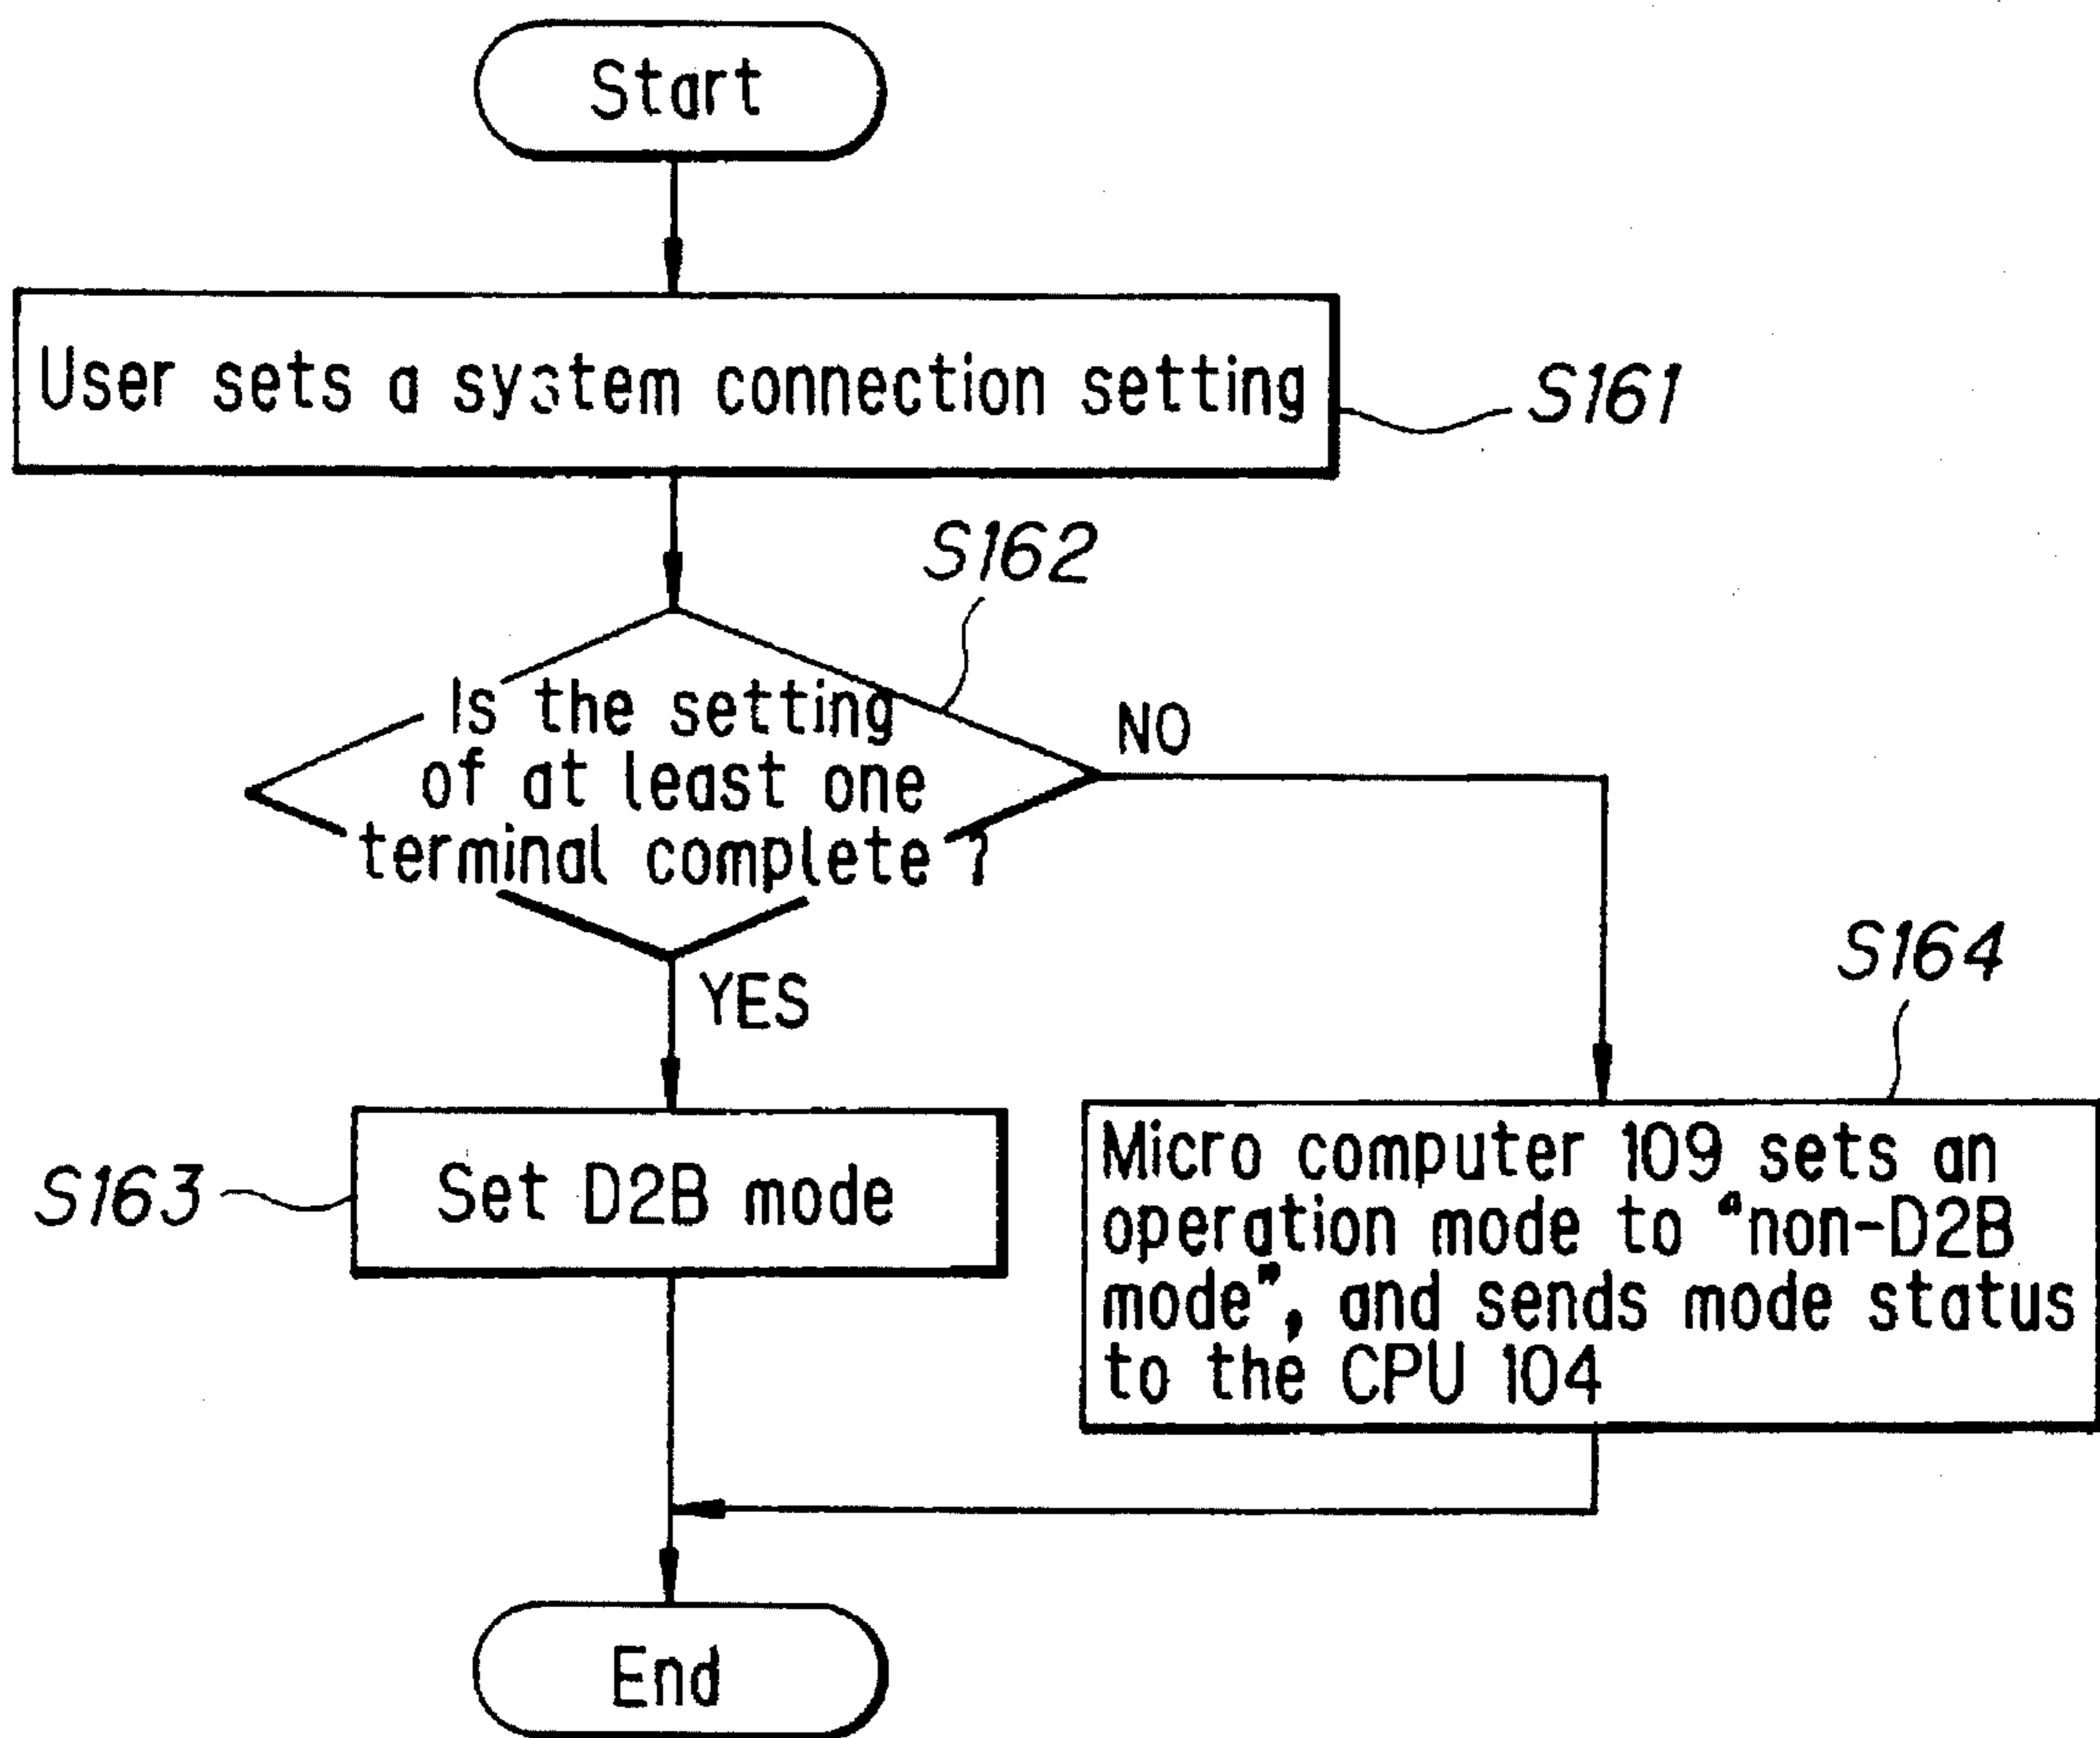 Start
User sets a system connection setting
S161
S162
Is the setting
of at least one
terminal complete ?
NO
YES
S163
Set D2B mode
S164
Micro computer 109 sets an
operation mode to "non-D2B
mode", and sends mode status
to the CPU 104
End